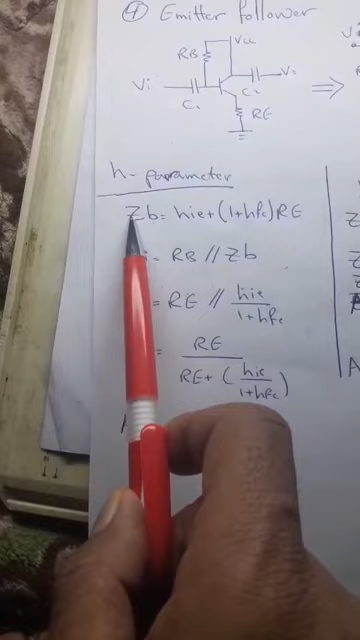 ④ Emitter follower
Vcc
RB
Vi
C1
C2
Vo
RE
h-parameter
Zb = hie + (1+hfe)RE
= RB // Zb
= RE // hie / 1+hfe
= RE / RE + (hie / 1+hfe)